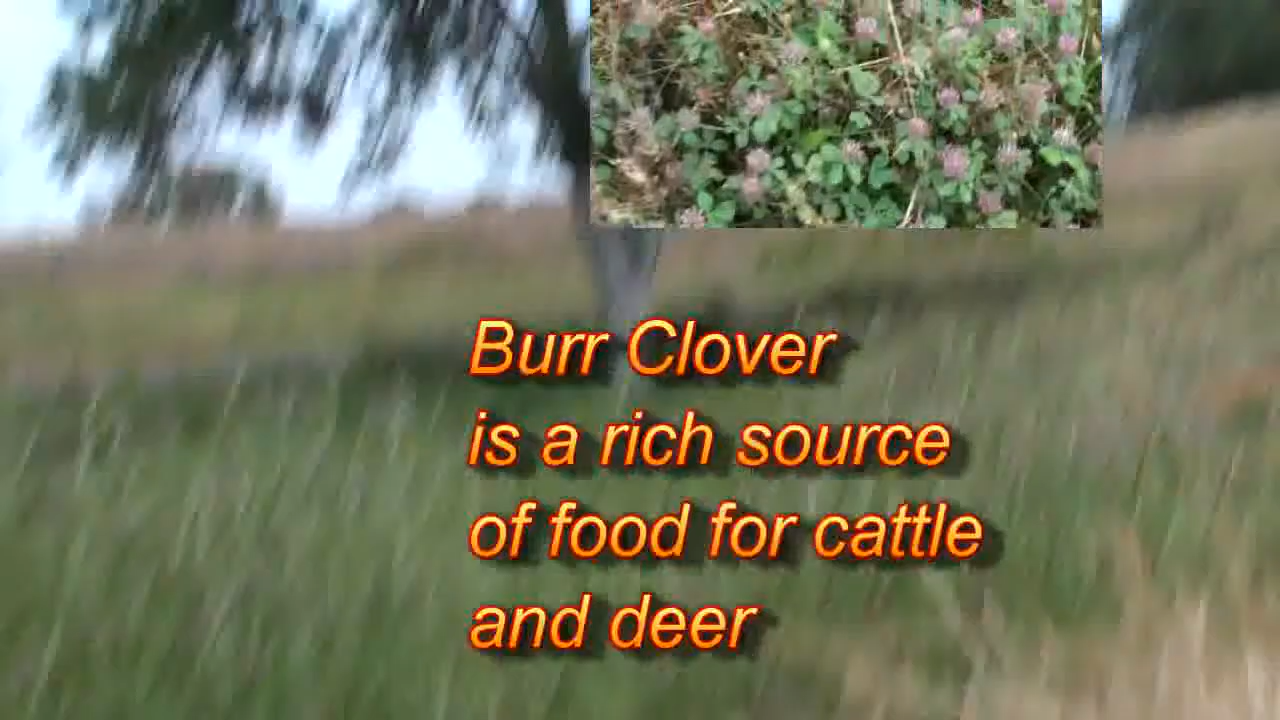 Burr Clover
is a rich source
of food for cattle
and deer